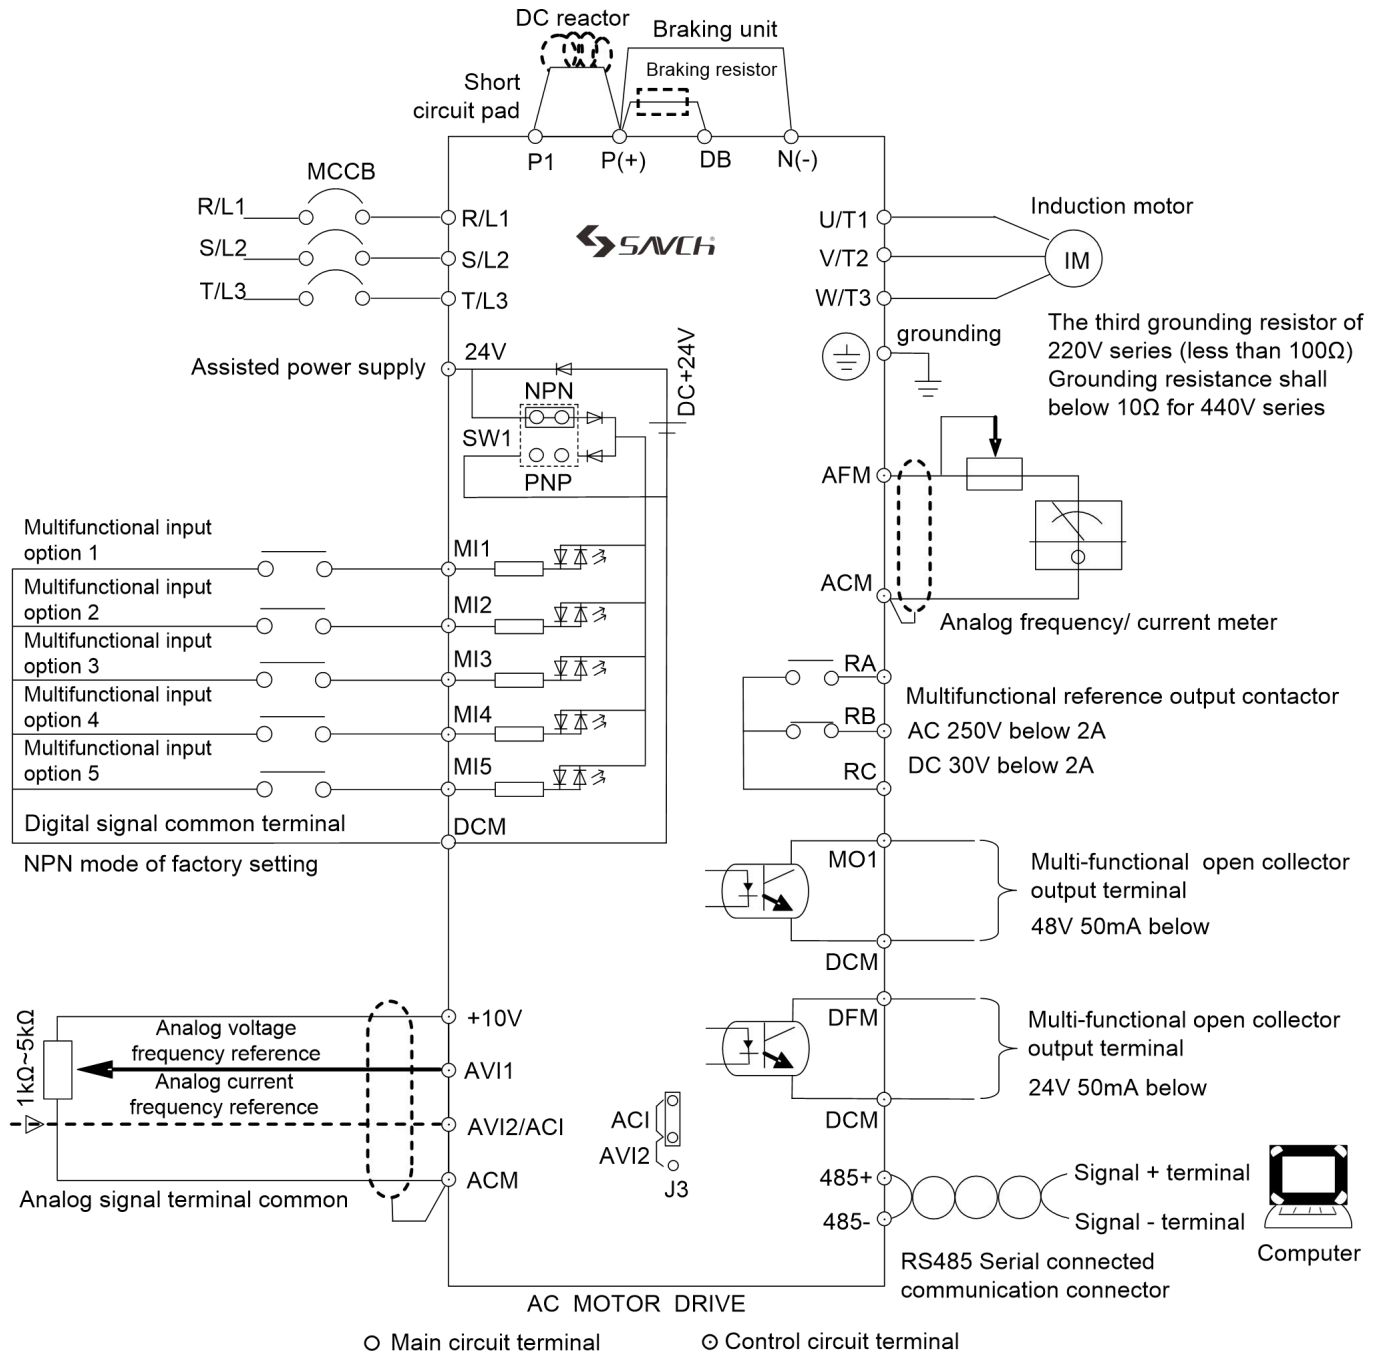 DC reactor
Braking unit
Braking resistor
Short
circuit pad
P1
P(+)
DB
N(-)
MCCB
R/L1
S/L2
T/L3
R/L1
S/L2
T/L3
SAVCH
U/T1
V/T2
W/T3
Induction motor
IM
grounding
The third grounding resistor of
220V series (less than 100Ω)
Grounding resistance shall
below 10Ω for 440V series
Assisted power supply
24V
NPN
SW1
PNP
DC+24V
AFM
ACM
Analog frequency/ current meter
Multifunctional input
option 1
Multifunctional input
option 2
Multifunctional input
option 3
Multifunctional input
option 4
Multifunctional input
option 5
MI1
MI2
MI3
MI4
MI5
DCM
Digital signal common terminal
NPN mode of factory setting
RA
RB
RC
Multifunctional reference output contactor
AC 250V below 2A
DC 30V below 2A
MO1
DCM
Multi-functional open collector
output terminal
48V 50mA below
DFM
DCM
Multi-functional open collector
output terminal
24V 50mA below
1kΩ~5kΩ
Analog voltage
frequency reference
Analog current
frequency reference
+10V
AVI1
AVI2/ACI
ACM
Analog signal terminal common
ACI
AVI2
J3
485+
485-
Signal + terminal
Signal - terminal
Computer
RS485 Serial connected
communication connector
AC MOTOR DRIVE
Main circuit terminal
Control circuit terminal